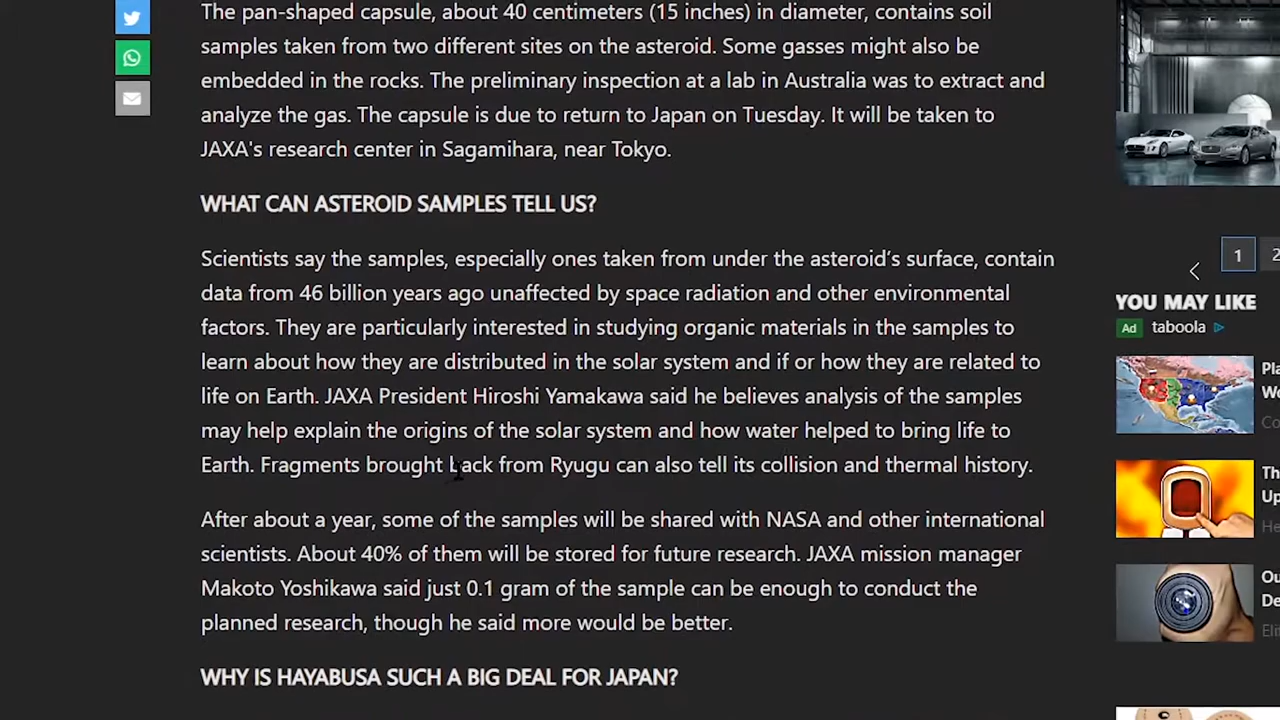 The pan-shaped capsule, about 40 centimeters (15 inches) in diameter, contains soil
samples taken from two different sites on the asteroid. Some gasses might also be
embedded in the rocks. The preliminary inspection at a lab in Australia was to extract and
analyze the gas. The capsule is due to return to Japan on Tuesday. It will be taken to
JAXA's research center in Sagamihara, near Tokyo.
WHAT CAN ASTEROID SAMPLES TELL US?
Scientists say the samples, especially ones taken from under the asteroid’s surface, contain
data from 46 billion years ago unaffected by space radiation and other environmental
factors. They are particularly interested in studying organic materials in the samples to
learn about how they are distributed in the solar system and if or how they are related to
life on Earth. JAXA President Hiroshi Yamakawa said he believes analysis of the samples
may help explain the origins of the solar system and how water helped to bring life to
Earth. Fragments brought back from Ryugu can also tell its collision and thermal history.
After about a year, some of the samples will be shared with NASA and other international
scientists. About 40% of them will be stored for future research. JAXA mission manager
Makoto Yoshikawa said just 0.1 gram of the sample can be enough to conduct the
planned research, though he said more would be better.
WHY IS HAYABUSA SUCH A BIG DEAL FOR JAPAN?
1 2
YOU MAY LIKE
Ad taboola